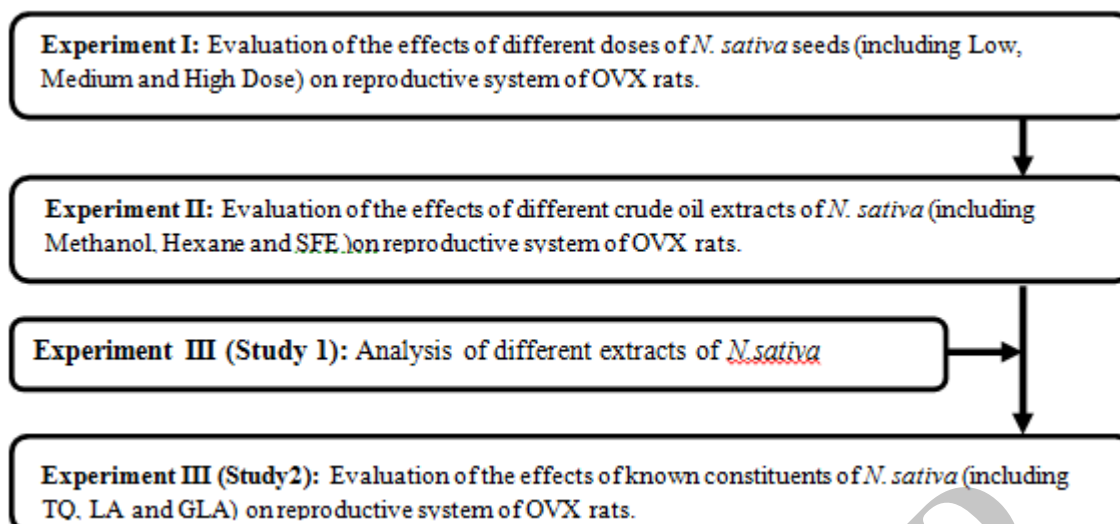 Experiment I: Evaluation of the effects of different doses of N. sativa seeds (including Low,
Medium and High Dose) on reproductive system of OVX rats.
Experiment II: Evaluation of the effects of different crude oil extracts of N. sativa (including
Methanol, Hexane and SFE )on reproductive system of OVX rats.
Experiment III (Study 1): Analysis of different extracts of N.sativa
Experiment III (Study2): Evaluation of the effects of known constituents of N. sativa (including
TQ, LA and GLA) on reproductive system of OVX rats.